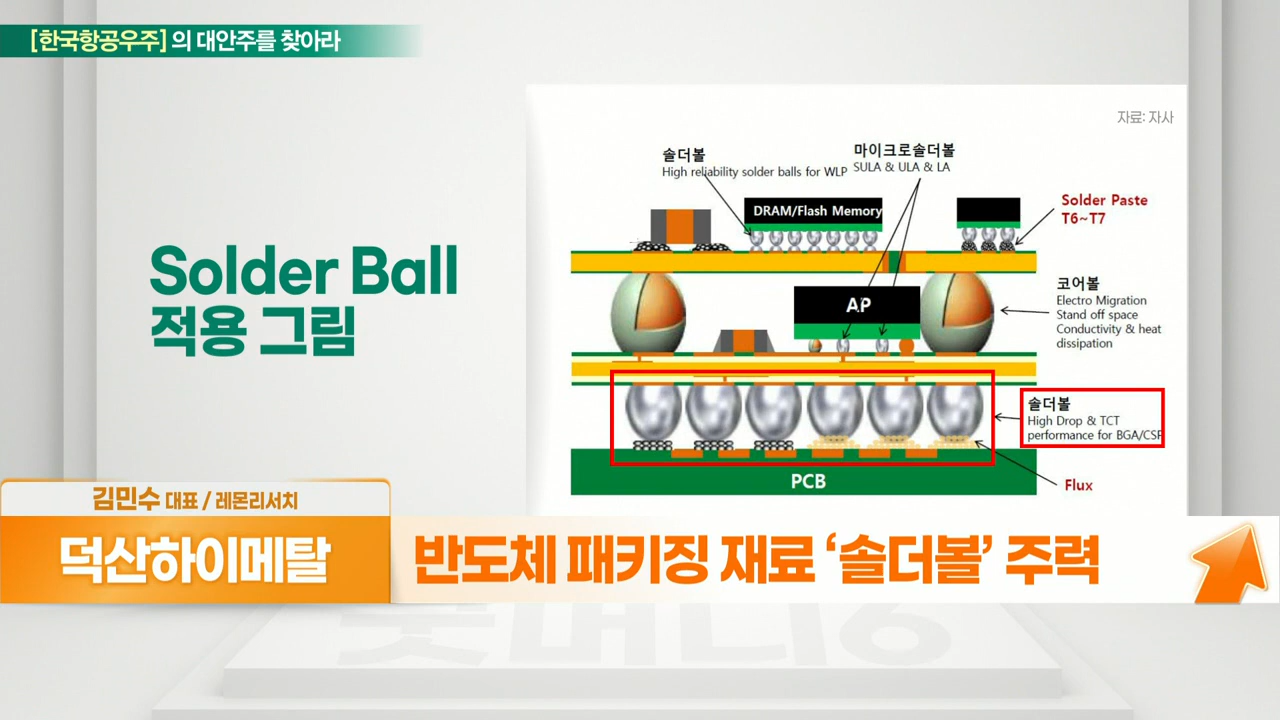 [한국항공우주]의 대안주를 찾아라
자료: 자사
Solder Ball
적용 그림
솔더볼
High reliability solder balls for WLP
마이크로솔더볼
SULA & ULA & LA
DRAM/Flash Memory
Solder Paste
T6~T7
AP
코어볼
Electro Migration
Stand off space
Conductivity & heat
dissipation
솔더볼
High Drop & TCT
performance for BGA/CSP
PCB
Flux
김민수 대표 / 레몬리서치
덕산하이메탈
반도체 패키징 재료 ‘솔더볼’ 주력
굿머니6